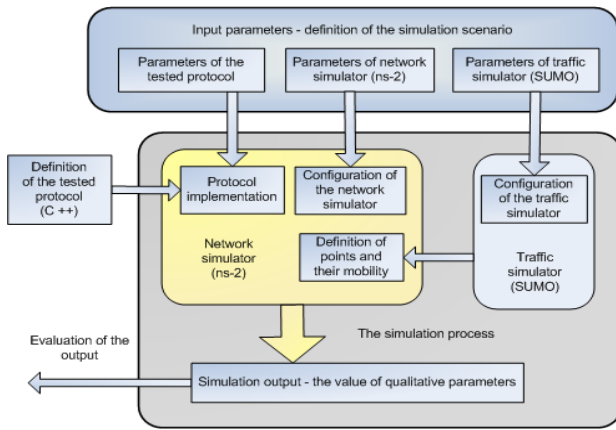 Input parameters - definition of the simulation scenario
Parameters of
the tested protocol
Parameters of network
simulator (ns-2)
Parameters of traffic
simulator (SUMO)
Definition
of the tested
protocol
(C ++)
Protocol
implementation
Configuration of
the network
simulator
Configuration
of the traffic
simulator
Network
simulator
(ns-2)
Definition of
points and
their mobility
Traffic
simulator
(SUMO)
Evaluation of the
output
The simulation process
Simulation output - the value of qualitative parameters